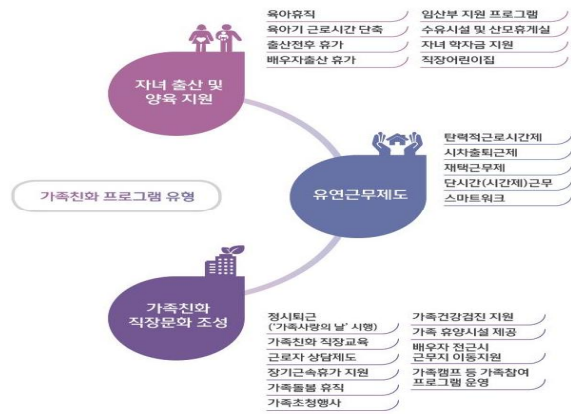 육아휴직
육아기 근로시간 단축
출산전후 휴가
배우자출산 휴가
임산부 지원 프로그램
수유시설 및 산모휴게실
자녀 학자금 지원
직장어린이집
자녀 출산 및
양육 지원
탄력적근로시간제
시차출퇴근제
재택근무제
단시간(시간제)근무
스마트워크
유연근무제도
가족친화 프로그램 유형
가족친화
직장문화 조성
정시퇴근
('가족사랑의 날' 시행)
가족친화 직장교육
근로자 상담제도
장기근속휴가 지원
가족돌봄 휴직
가족초청행사
가족건강검진 지원
가족 휴양시설 제공
배우자 전근시
근무지 이동지원
가족캠프 등 가족참여
프로그램 운영